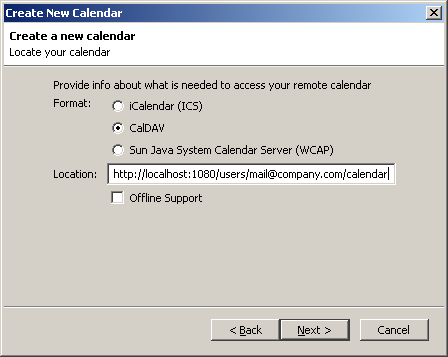 Create New Calendar
Create a new calendar
Locate your calendar
Provide info about what is needed to access your remote calendar
Format:
iCalendar (ICS)
CalDAV
Sun Java System Calendar Server (WCAP)
Location: http://localhost:1080/users/mail@company.com/calendar
Offline Support
< Back Next > Cancel